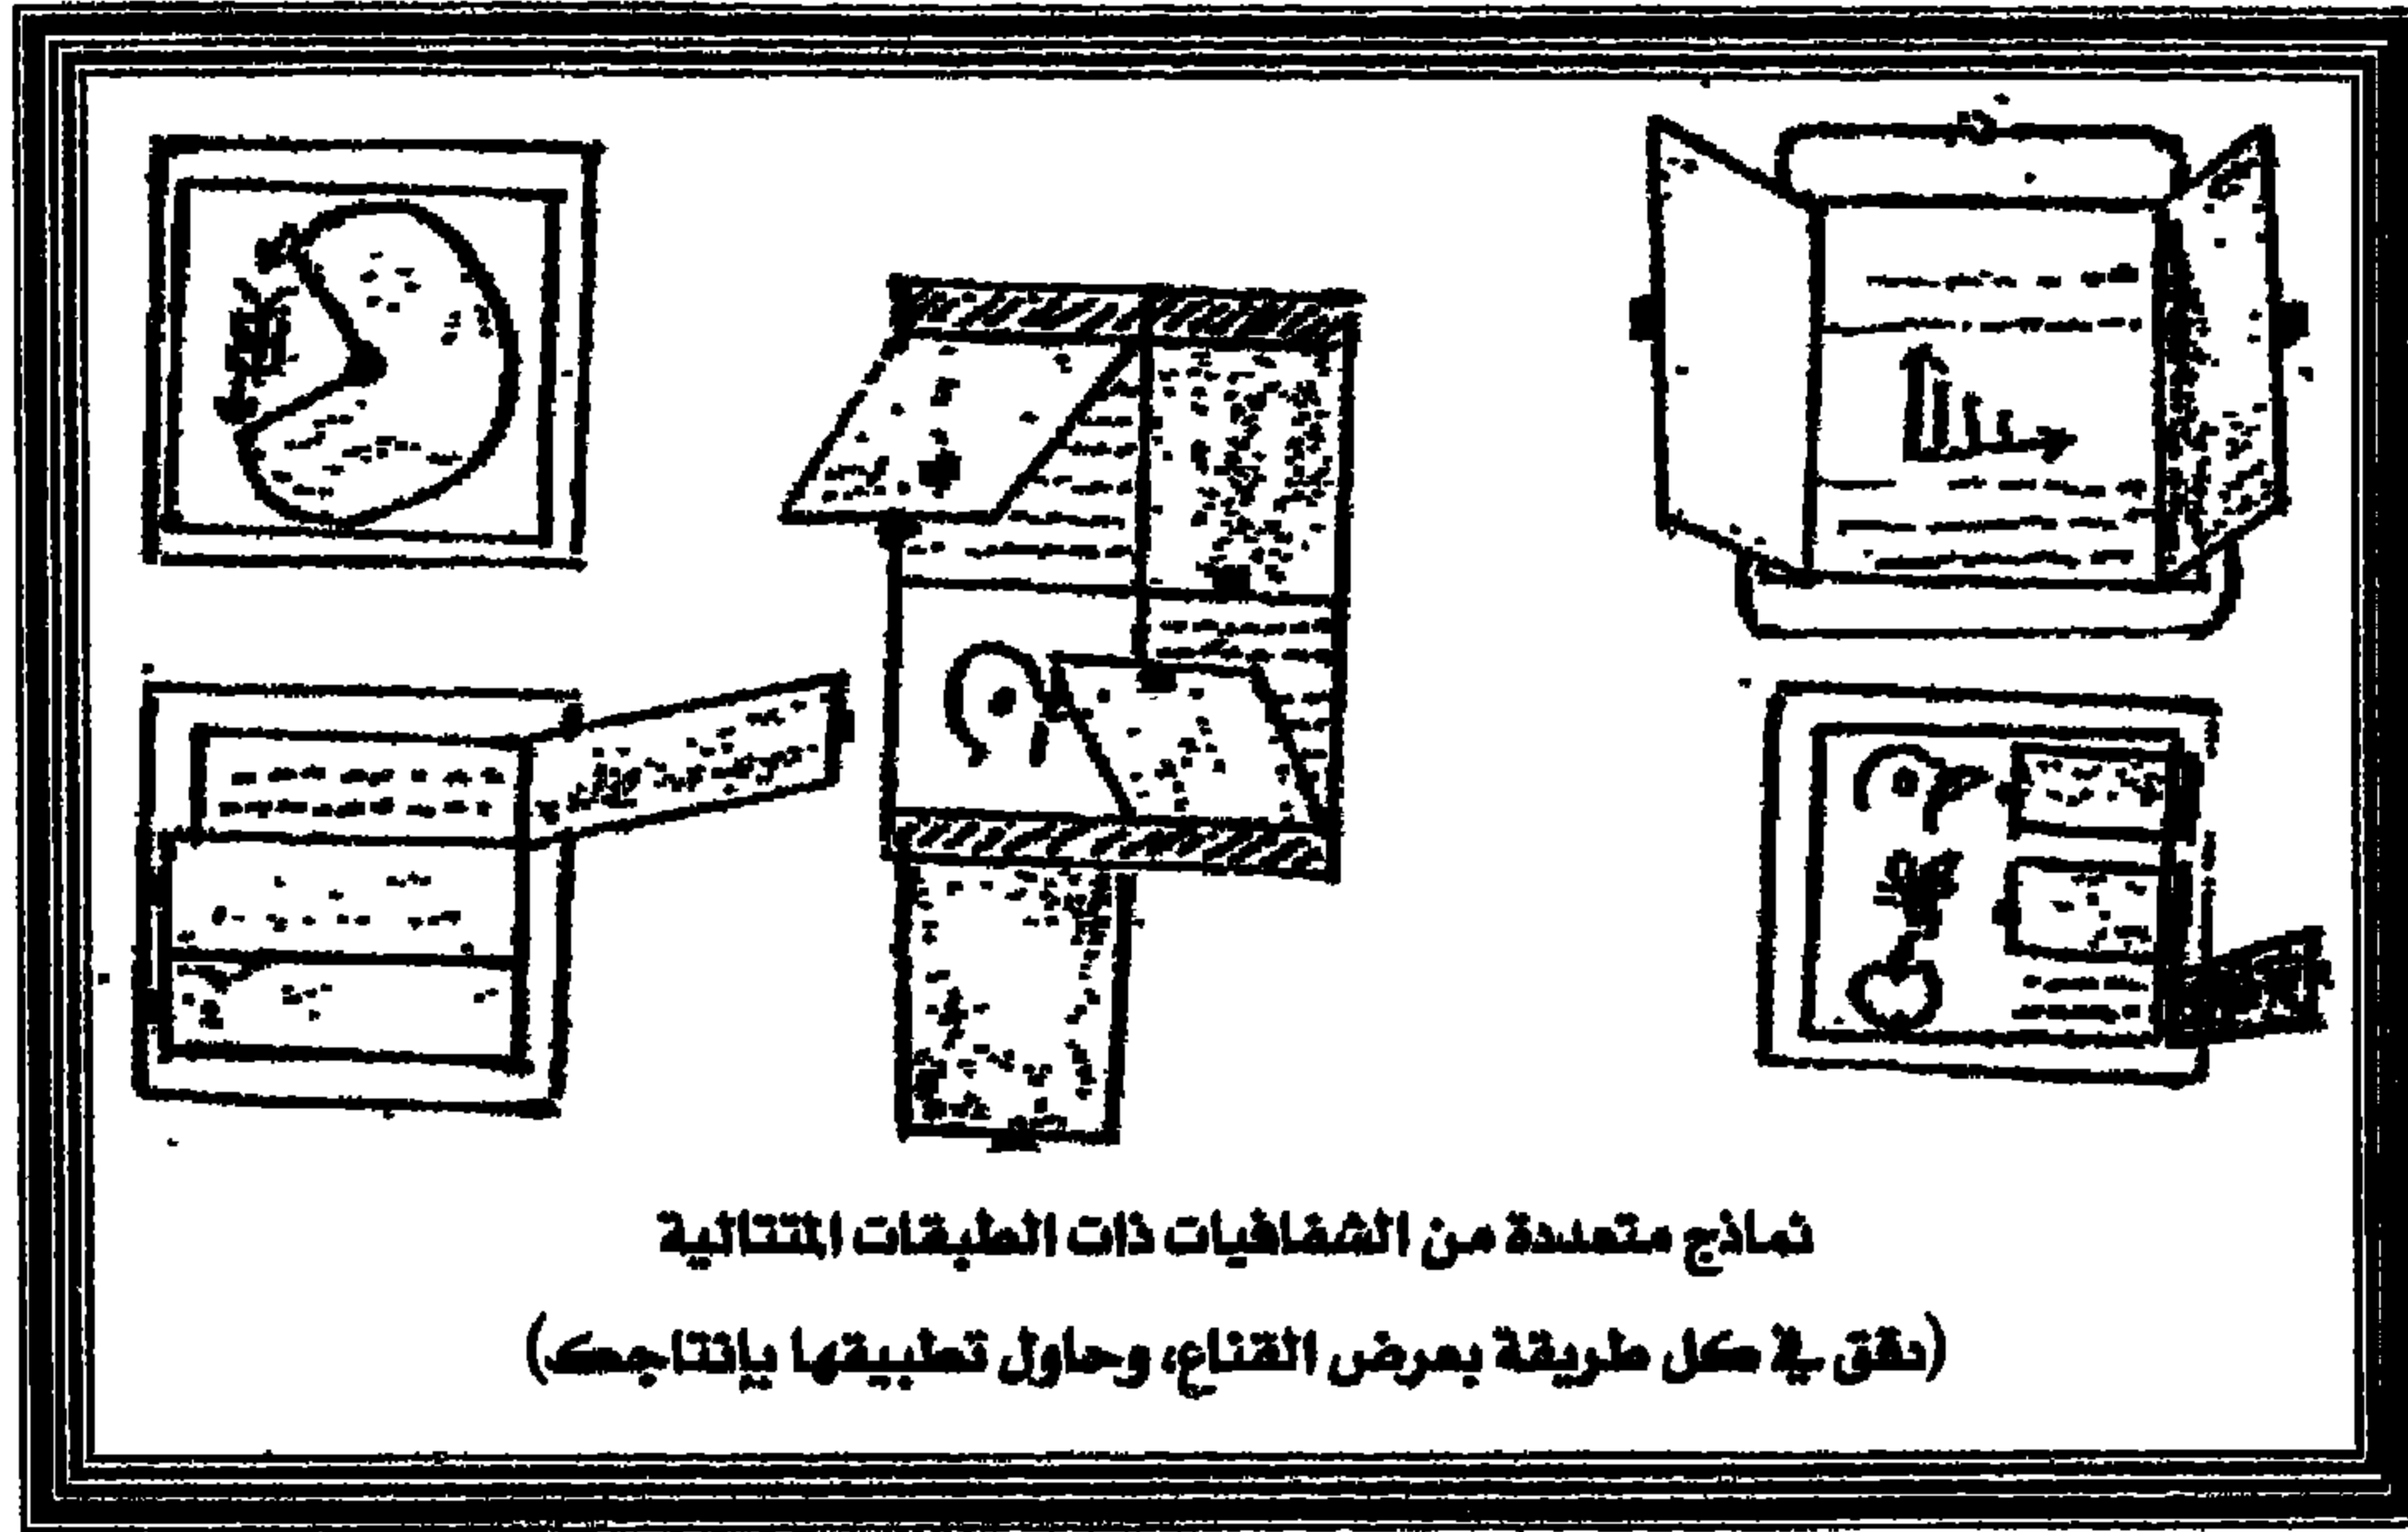 نماذج متعددة من الشفافيات ذات الطبقات المتتالية
(دقق في كل طريقة بعرض القناع، وحاول تطبيقها بإنتاجك)